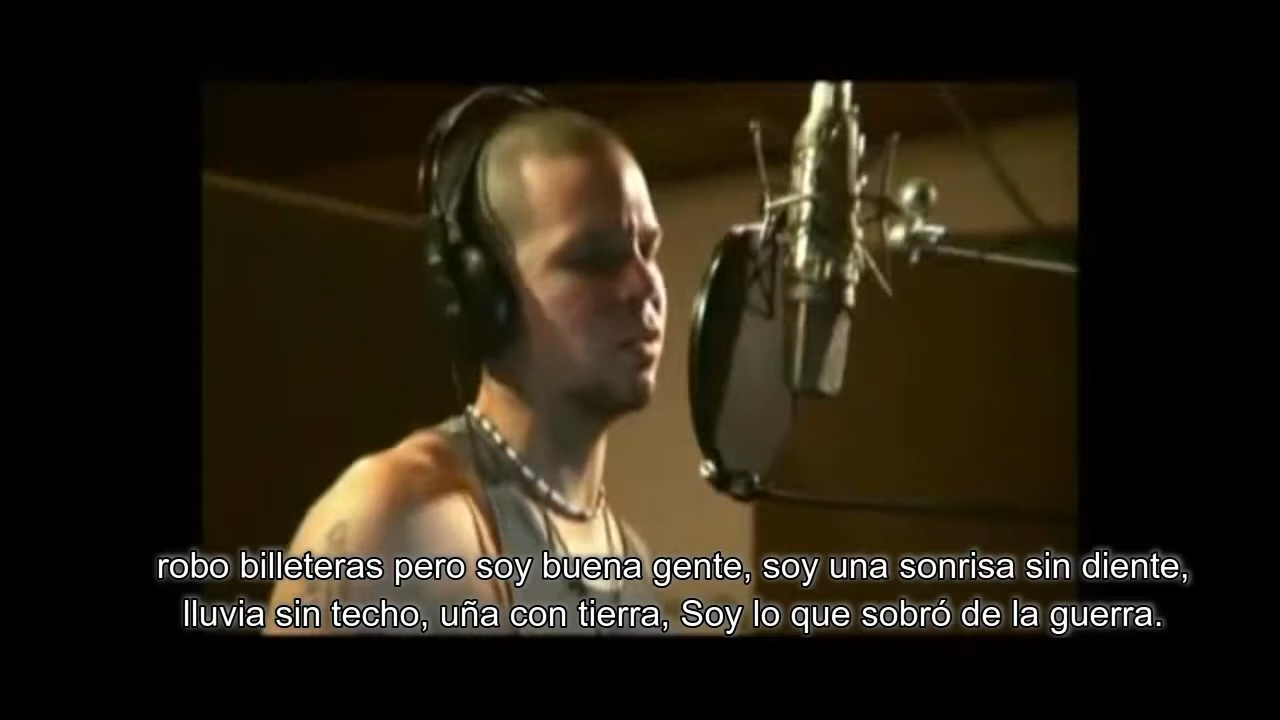 robo billeteras pero soy buena gente, soy una sonrisa sin diente,
lluvia sin techo, uña con tierra, Soy lo que sobró de la guerra.